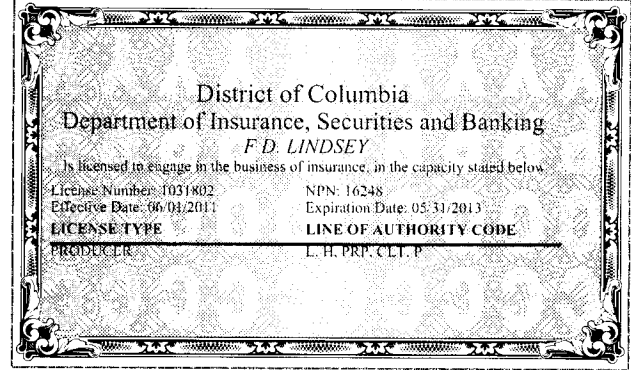 District of Columbia
Department of Insurance, Securities and Banking
F D. LINDSEY
Is licensed to engage in the business of insurance, in the capacity stated below
License Number: 1031802 NPN: 16248
Effective Date: 06/01/2011 Expiration Date: 05/31/2013
LICENSE TYPE LINE OF AUTHORITY CODE
PRODUCER L, H, PRP, CLT, P